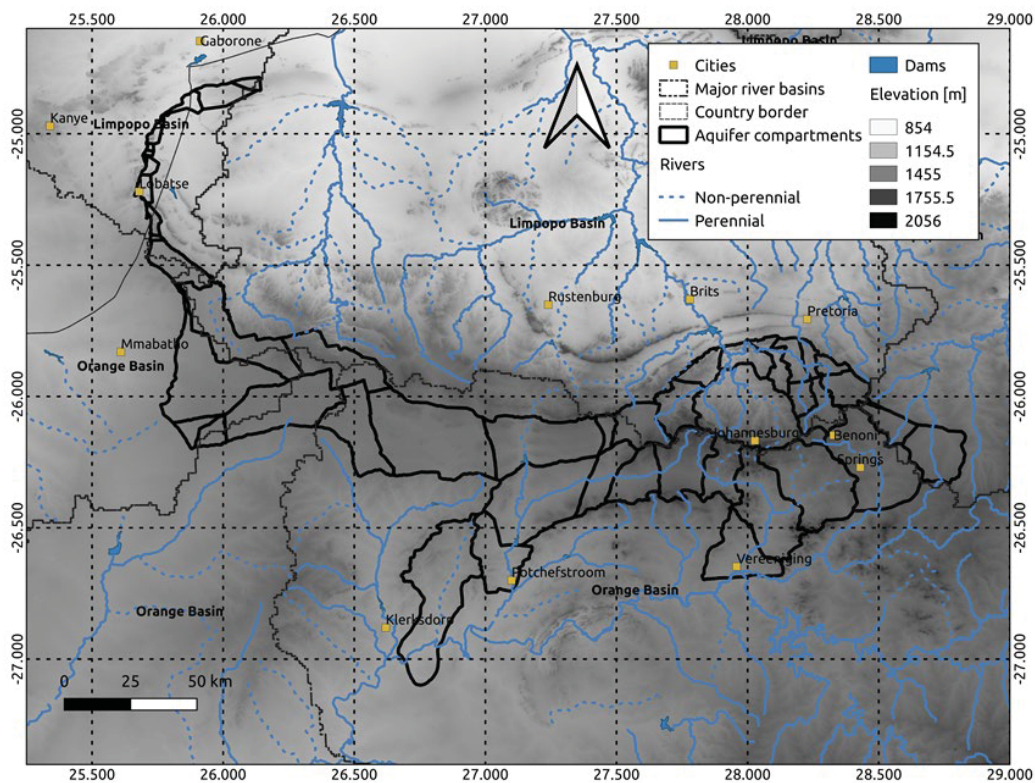 25.500 26.000 26.500 27.000 27.500 28.000 28.500 29.000
Gaborone
Limpopo Basin
Cities
Major river basins
Country border
Aquifer compartments
Rivers
Non-perennial
Perennial
Dams
Elevation [m]
854
1154.5
1455
1755.5
2056
-25.000
-25.000
Kanye
Limpopo Basin
Lobatse
Limpopo Basin
-25.500
-25.500
Rustenburg
Brits
Pretoria
Mmabatho
Orange Basin
-26.000
-26.000
Johannesburg
Benoni
Springs
-26.500
-26.500
Vereeniging
Potchefstroom
Orange Basin
Orange Basin
Klerksdorp
-27.000
-27.000
0 25 50 km
25.500 26.000 26.500 27.000 27.500 28.000 28.500 29.000